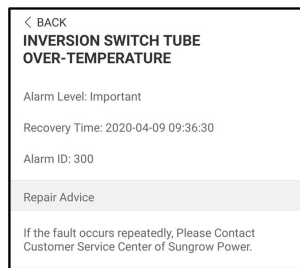 < BACK
INVERSION SWITCH TUBE
OVER-TEMPERATURE
Alarm Level: Important
Recovery Time: 2020-04-09 09:36:30
Alarm ID: 300
Repair Advice
If the fault occurs repeatedly, Please Contact
Customer Service Center of Sungrow Power.